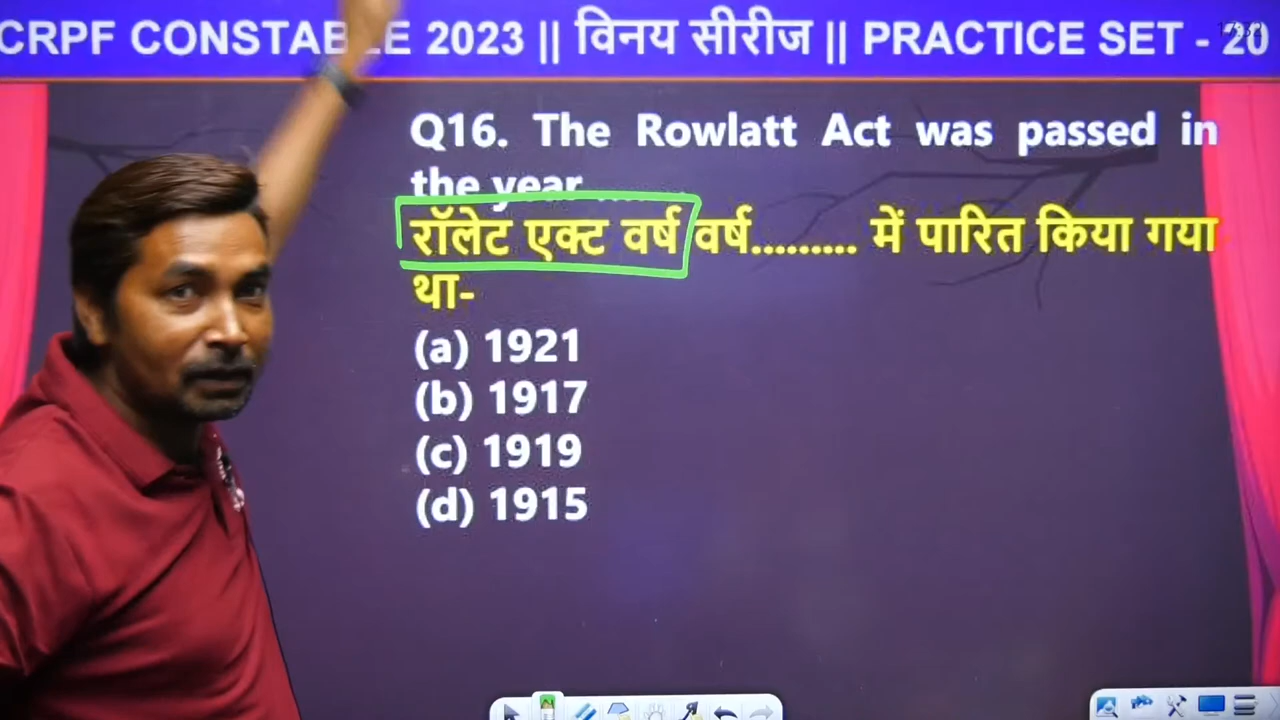 CRPF CONSTABLE 2023 || विनय सीरीज || PRACTICE SET - 20
Q16. The Rowlatt Act was passed in
the year
रॉलेट एक्ट वर्ष वर्ष......... में पारित किया गया
था-
(a) 1921
(b) 1917
(c) 1919
(d) 1915